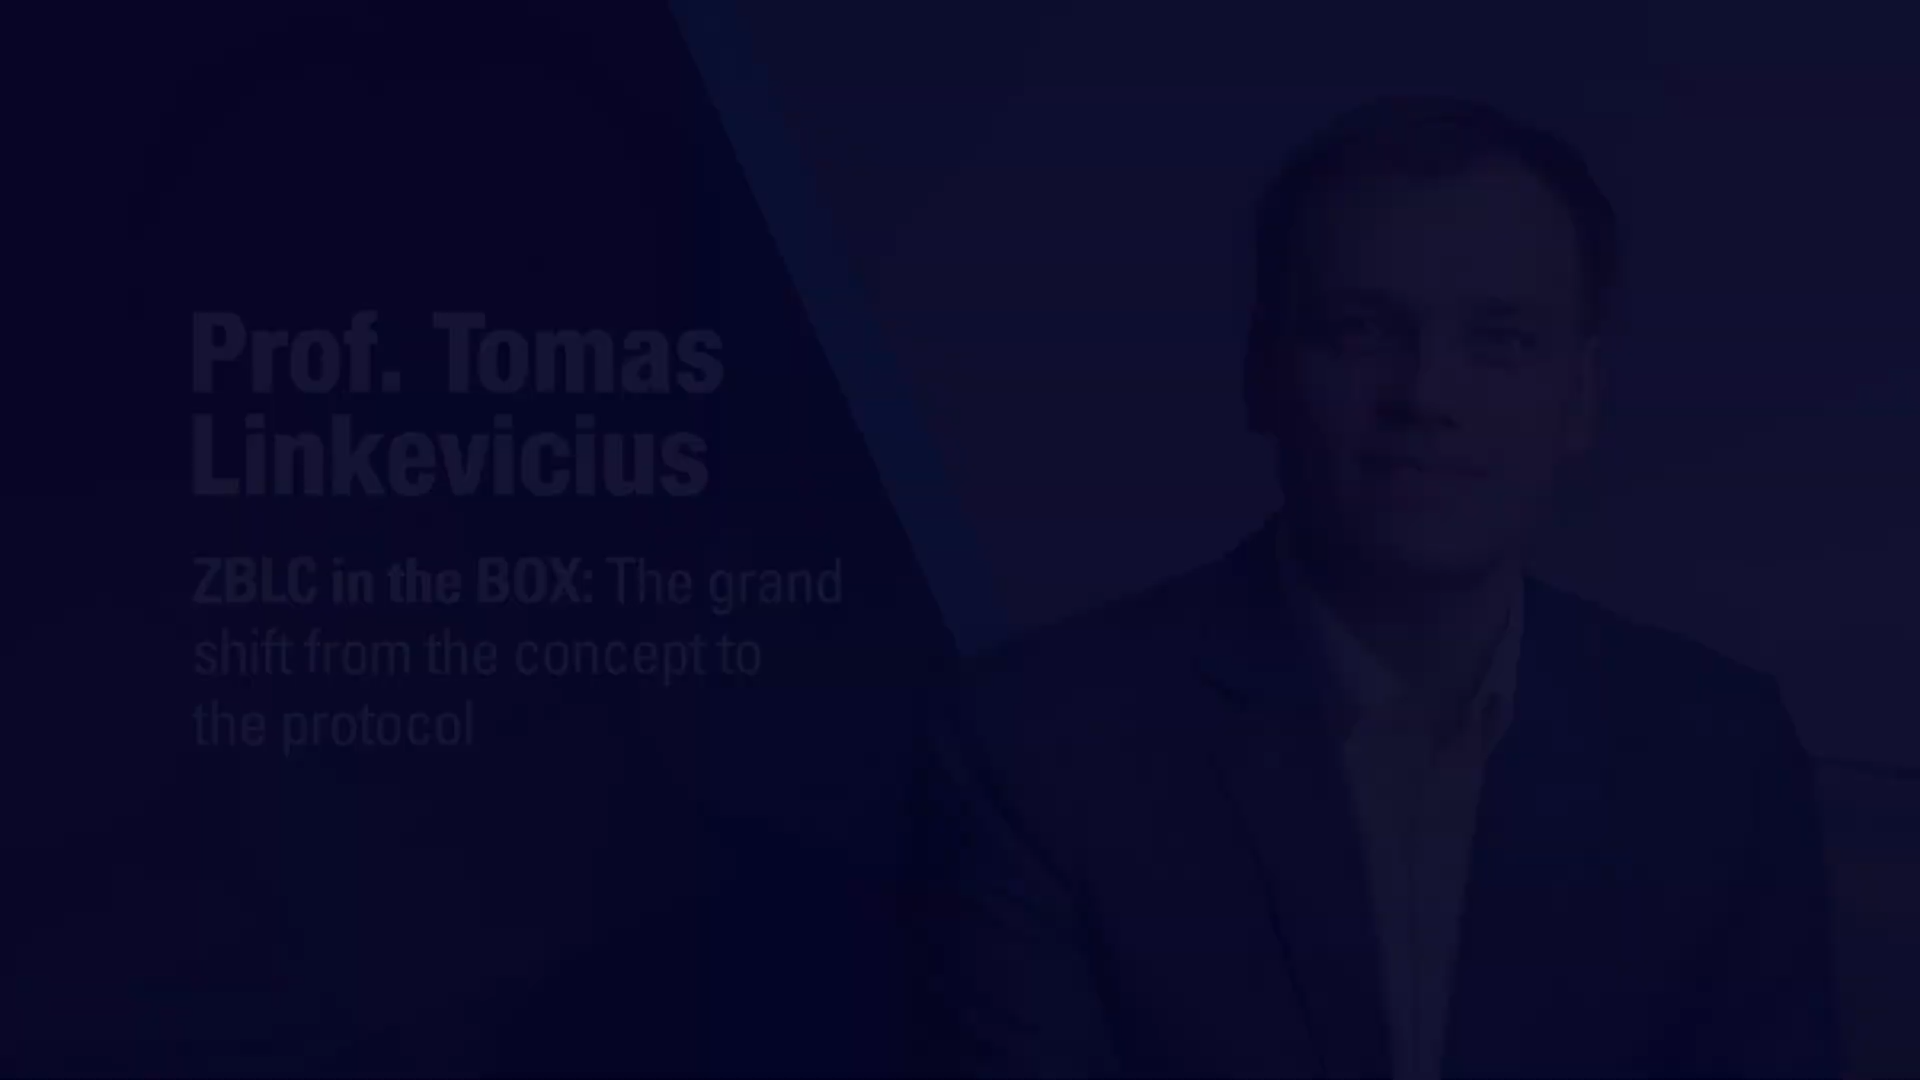 Prof. Tomas
Linkevicius
ZBLC in the BOX: The grand
shift from the concept to
the protocol